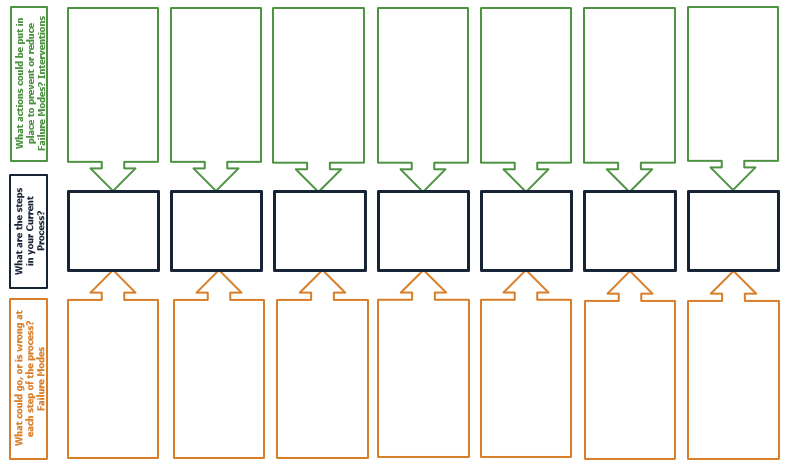 What actions could be put in
place to prevent or reduce
Failure Modes? Interventions
What are the steps
in your Current
Process?
What could go, or is wrong at
each step of the process?
Failure Modes